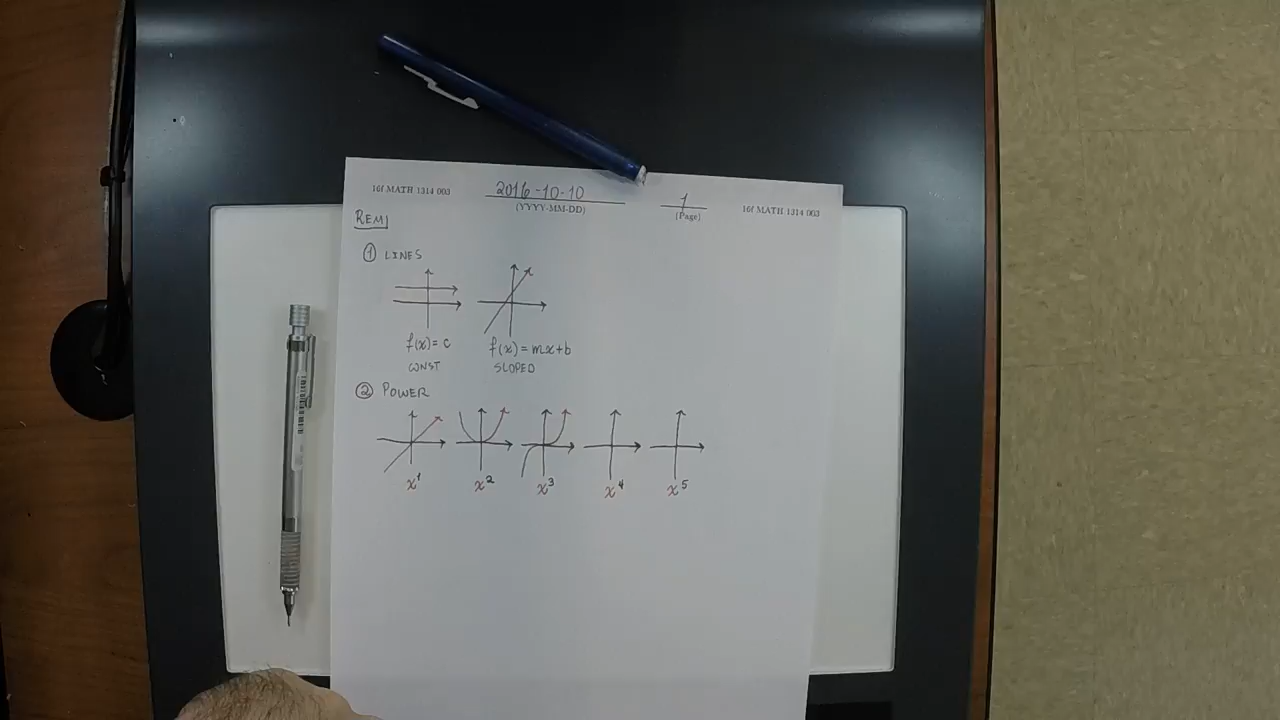 16f MATH 1314 003 2016-10-10 1 16f MATH 1314 003
(YYYY-MM-DD) (Page)
REM
① LINES
f(x)=c f(x)=mx+b
CONST SLOPED
② POWER
x¹ x² x³ x⁴ x⁵